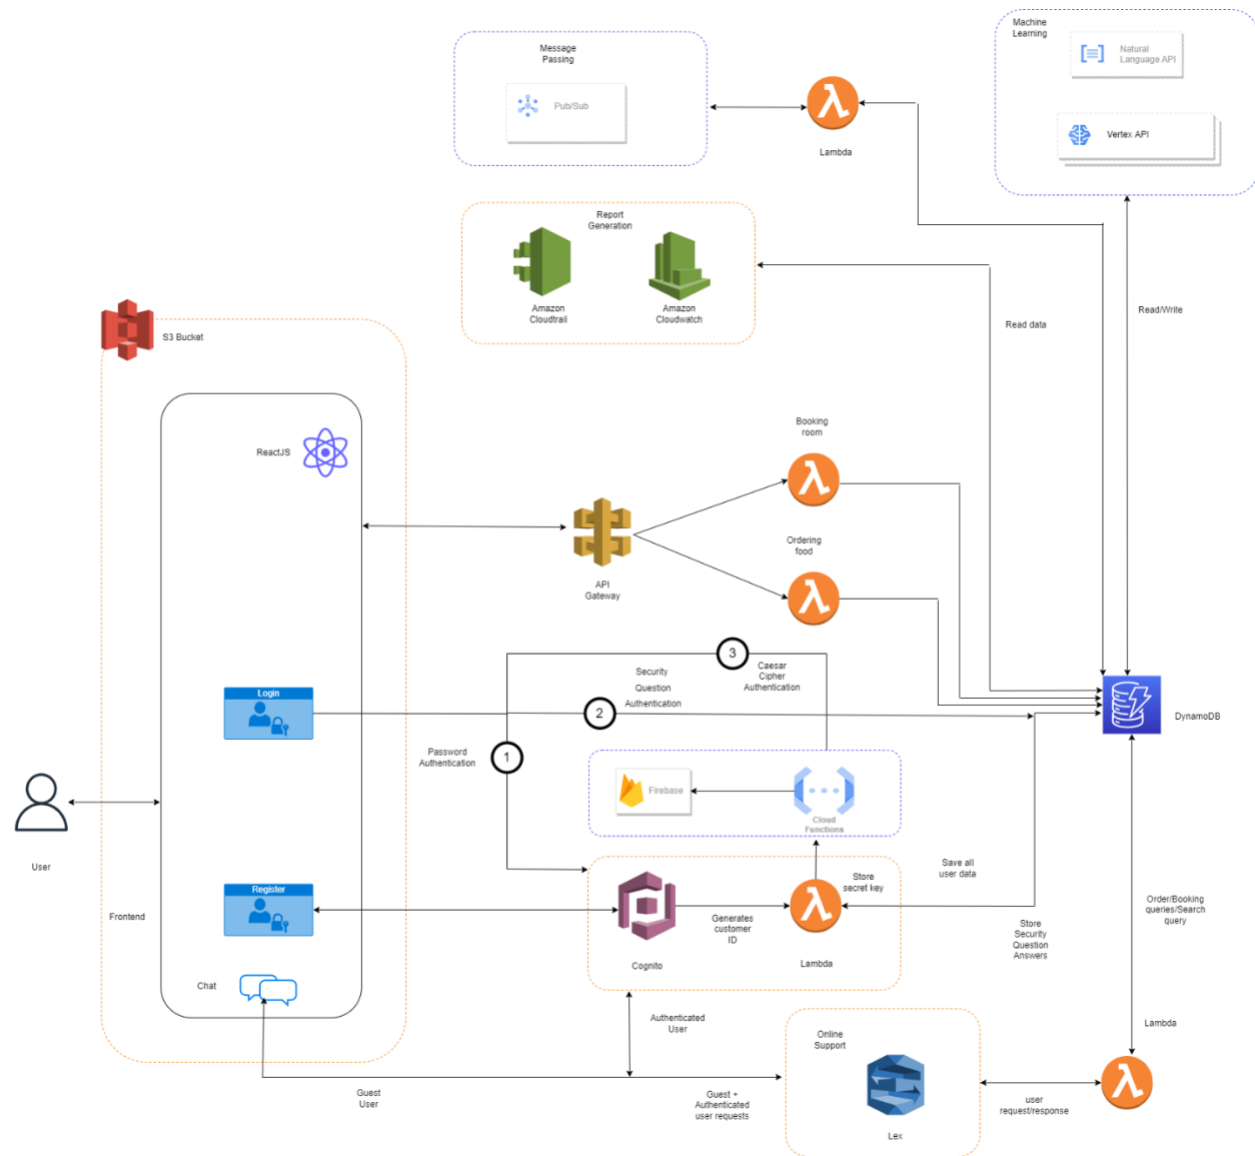 Message
Passing
Pub/Sub
Lambda
Machine
Learning
Natural
Language API
Vertex API
Report
Generation
Amazon
Cloudtrail
Amazon
Cloudwatch
Read data
Read/Write
S3 Bucket
ReactJS
Booking
room
Ordering
food
API
Gateway
3
Security
Question
Authentication
Caesar
Cipher
Authentication
2
Login
DynamoDB
Password
Authentication
1
Firebase
Cloud
Functions
User
Frontend
Register
Store
secret key
Save all
user data
Generates
customer
ID
Cognito
Lambda
Store
Security
Question
Answers
Order/Booking
queries/Search
query
Chat
Authenticated
User
Online
Support
Lambda
Guest
User
Guest +
Authenticated
user requests
Lex
user
request/response